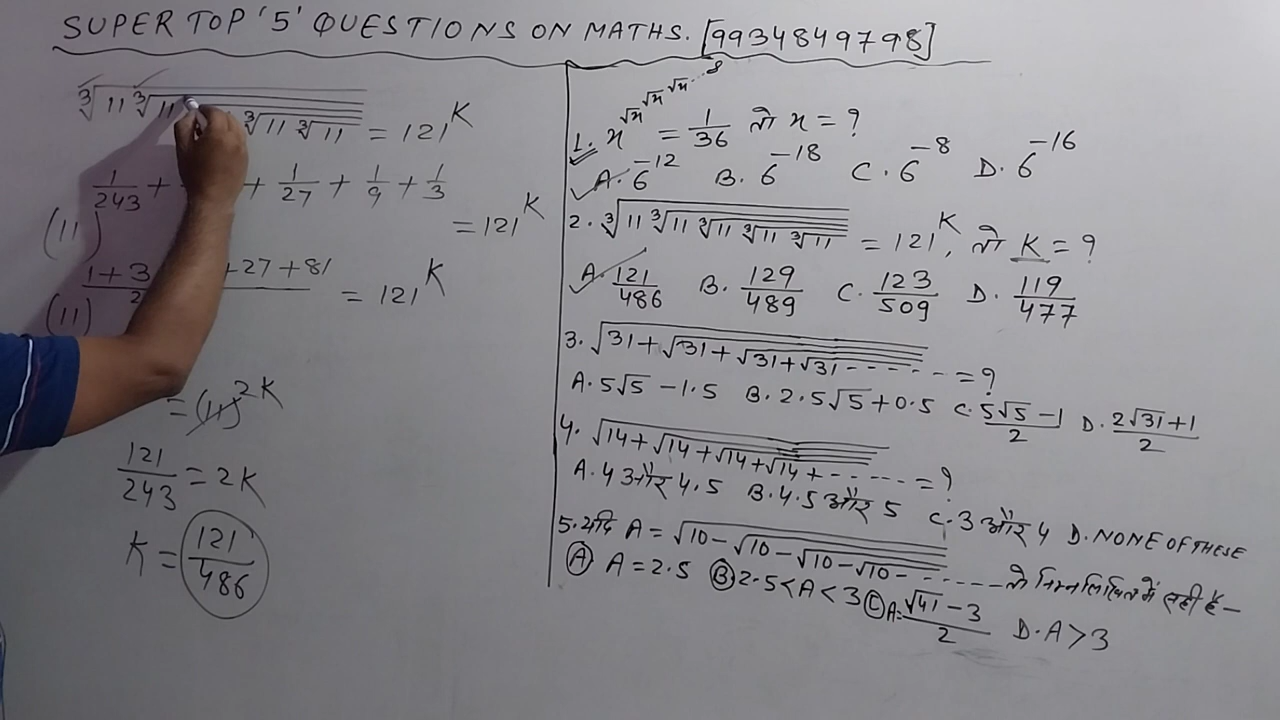 SUPER TOP '5' QUESTIONS ON MATHS. [9934849798]
∛11 ∛11 ∛11 ∛11 = 121^K
(11)^(1/243 + + 1/27 + 1/9 + 1/3) = 121^K
(11)^(1+3 +27+81 / 2) = 121^K
= (11)^2K
121/243 = 2K
K = 121/486
1. x^√x^√x^√x...∞ = 1/36 तो x = ?
A. 6^-12 B. 6^-18 C. 6^-8 D. 6^-16
2. ∛11 ∛11 ∛11 ∛11 ∛11 = 121^K, तो K = ?
A. 121/486 B. 129/489 C. 123/509 D. 119/477
3. √31+√31+√31+√31------- = ?
A. 5√5 -1.5 B. 2.5√5+0.5 C. 5√5-1/2 D. 2√31+1/2
4. √14+√14+√14+√14+------ = ?
A. 4 और 4.5 B. 4.5 और 5 C. 3 और 4 D. NONE OF THESE
5. यदि A = √10-√10-√10-√10------- तो निम्नलिखित में सही है-
(A) A = 2.5 (B) 2.5<A<3 (C) A=√41-3/2 D. A>3